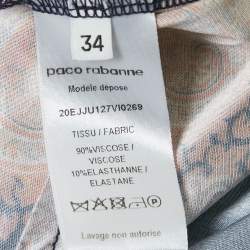 34
paco rabanne
Modèle déposé
20EJJU127VI0269
TISSU / FABRIC
90%VISCOSE /
VISCOSE
10%ELASTHANNE /
ELASTANE
Lavage non autorisé